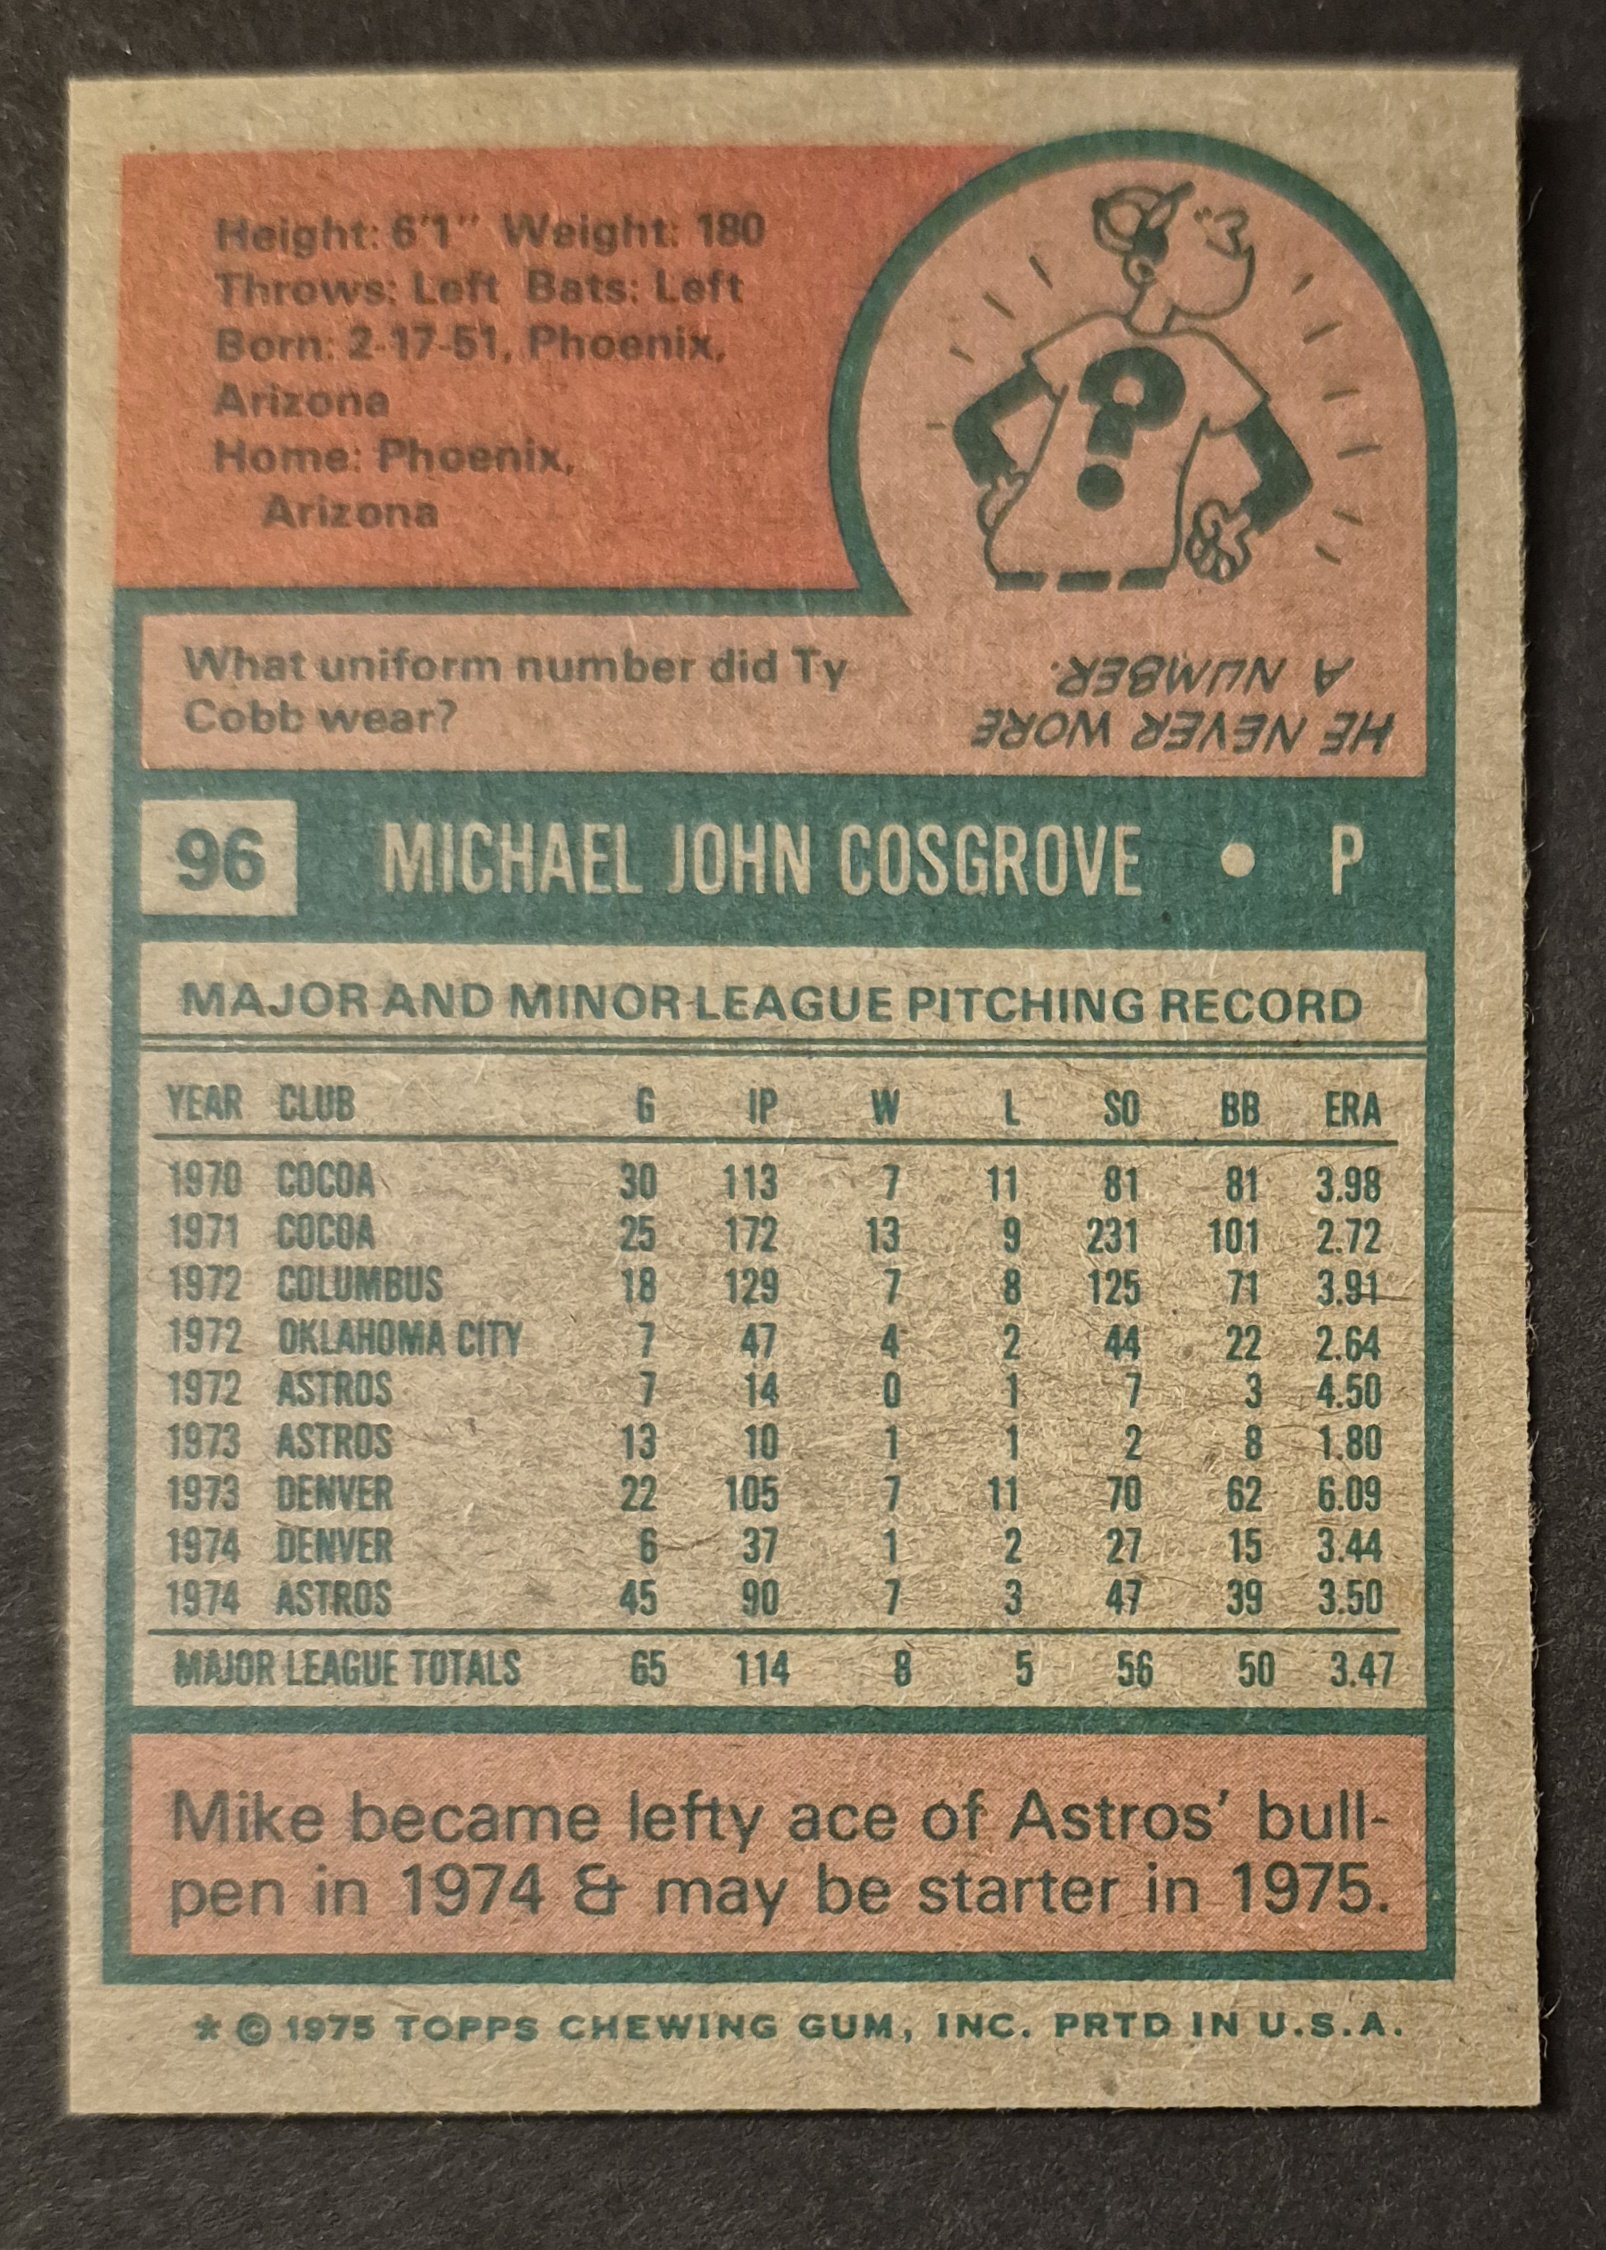 Height: 6'1" Weight: 180
Throws: Left Bats: Left
Born: 2-17-51, Phoenix,
Arizona
Home: Phoenix,
Arizona
What uniform number did Ty
Cobb wear?
HE NEVER WORE
A NUMBER.
96 MICHAEL JOHN COSGROVE • P
MAJOR AND MINOR LEAGUE PITCHING RECORD
YEAR CLUB G IP W L SO BB ERA
1970 COCOA 30 113 7 11 81 81 3.98
1971 COCOA 25 172 13 9 231 101 2.72
1972 COLUMBUS 18 129 7 8 125 71 3.91
1972 OKLAHOMA CITY 7 47 4 2 44 22 2.64
1972 ASTROS 7 14 0 1 7 3 4.50
1973 ASTROS 13 10 1 1 2 8 1.80
1973 DENVER 22 105 7 11 70 62 6.09
1974 DENVER 6 37 1 2 27 15 3.44
1974 ASTROS 45 90 7 3 47 39 3.50
MAJOR LEAGUE TOTALS 65 114 8 5 56 50 3.47
Mike became lefty ace of Astros' bull-
pen in 1974 & may be starter in 1975.
* © 1975 TOPPS CHEWING GUM, INC. PRTD IN U.S.A.